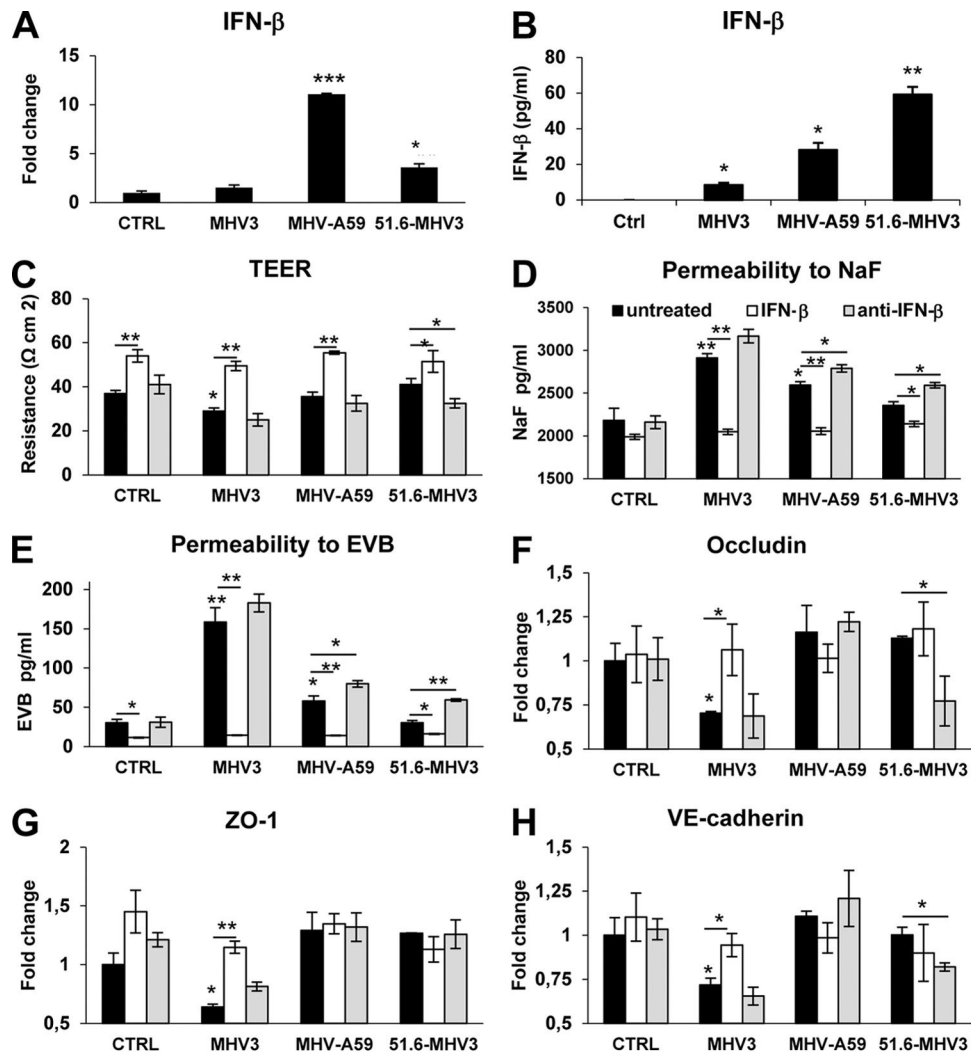 A
IFN-β
Fold change
15
10
5
0
***
*
CTRL MHV3 MHV-A59 51.6-MHV3
B
IFN-β
IFN-β (pg/ml)
80
60
40
20
0
*
*
**
Ctrl MHV3 MHV-A59 51.6-MHV3
C
TEER
Resistance (Ω cm 2)
80
60
40
20
0
**
*
**
**
*
*
CTRL MHV3 MHV-A59 51.6-MHV3
D
Permeability to NaF
untreated IFN-β anti-IFN-β
NaF pg/ml
3500
3000
2500
2000
1500
**
**
*
**
*
*
*
CTRL MHV3 MHV-A59 51.6-MHV3
E
Permeability to EVB
EVB pg/ml
200
150
100
50
0
*
**
**
*
**
*
*
**
CTRL MHV3 MHV-A59 51.6-MHV3
F
Occludin
Fold change
1,5
1,25
1
0,75
0,5
*
*
*
CTRL MHV3 MHV-A59 51.6-MHV3
G
ZO-1
Fold change
2
1,5
1
0,5
*
**
CTRL MHV3 MHV-A59 51.6-MHV3
H
VE-cadherin
Fold change
1,5
1,25
1
0,75
0,5
*
*
*
CTRL MHV3 MHV-A59 51.6-MHV3